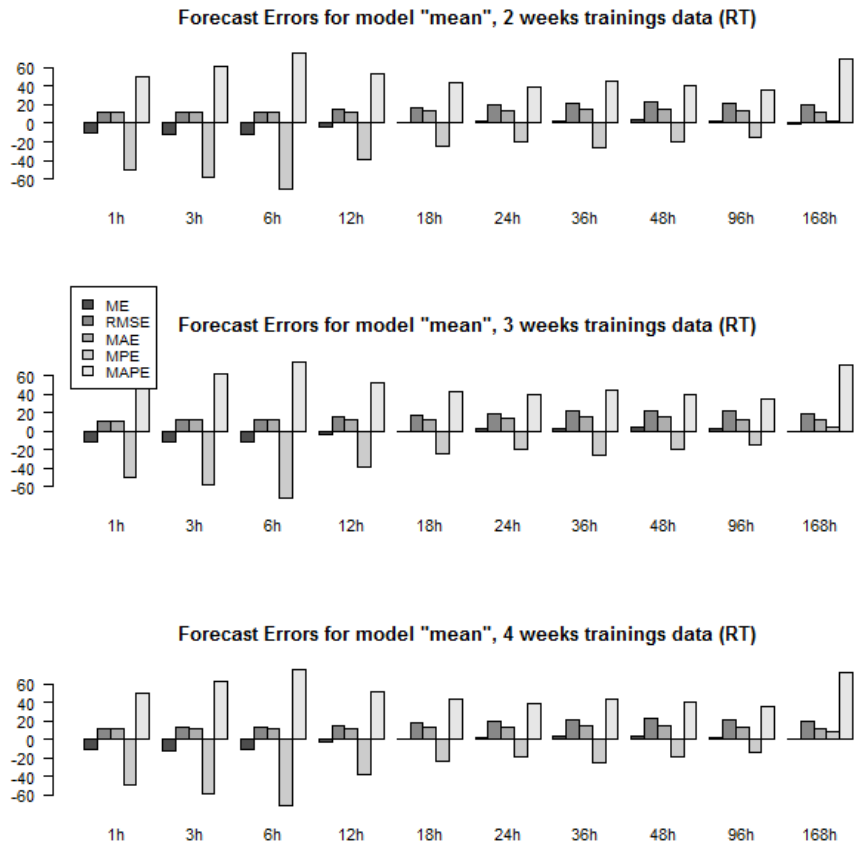 Forecast Errors for model "mean", 2 weeks trainings data (RT)
60
40
20
0
-20
-40
-60
1h 3h 6h 12h 18h 24h 36h 48h 96h 168h
ME
RMSE
MAE
MPE
MAPE
Forecast Errors for model "mean", 3 weeks trainings data (RT)
60
40
20
0
-20
-40
-60
1h 3h 6h 12h 18h 24h 36h 48h 96h 168h
Forecast Errors for model "mean", 4 weeks trainings data (RT)
60
40
20
0
-20
-40
-60
1h 3h 6h 12h 18h 24h 36h 48h 96h 168h